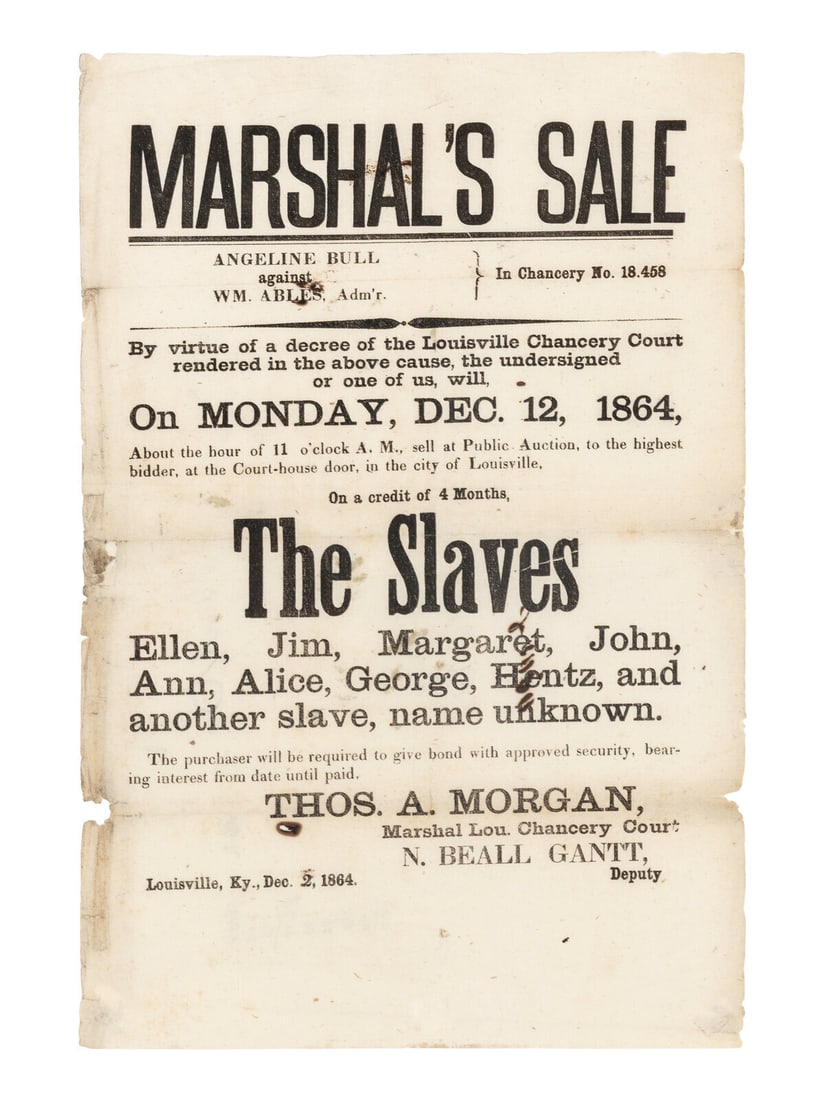 MARSHAL'S SALE
ANGELINE BULL
against
WM. ABLES, Adm'r.
In Chancery No. 18.458
By virtue of a decree of the Louisville Chancery Court
rendered in the above cause, the undersigned
or one of us, will,
On MONDAY, DEC. 12, 1864,
About the hour of 11 o'clock A. M., sell at Public Auction, to the highest
bidder, at the Court-house door, in the city of Louisville,
On a credit of 4 Months,
The Slaves
Ellen, Jim, Margaret, John,
Ann, Alice, George, Hentz, and
another slave, name unknown.
The purchaser will be required to give bond with approved security, bear-
ing interest from date until paid.
THOS. A. MORGAN,
Marshal Lou. Chancery Court
N. BEALL GANTT,
Deputy
Louisville, Ky., Dec. 2, 1864.